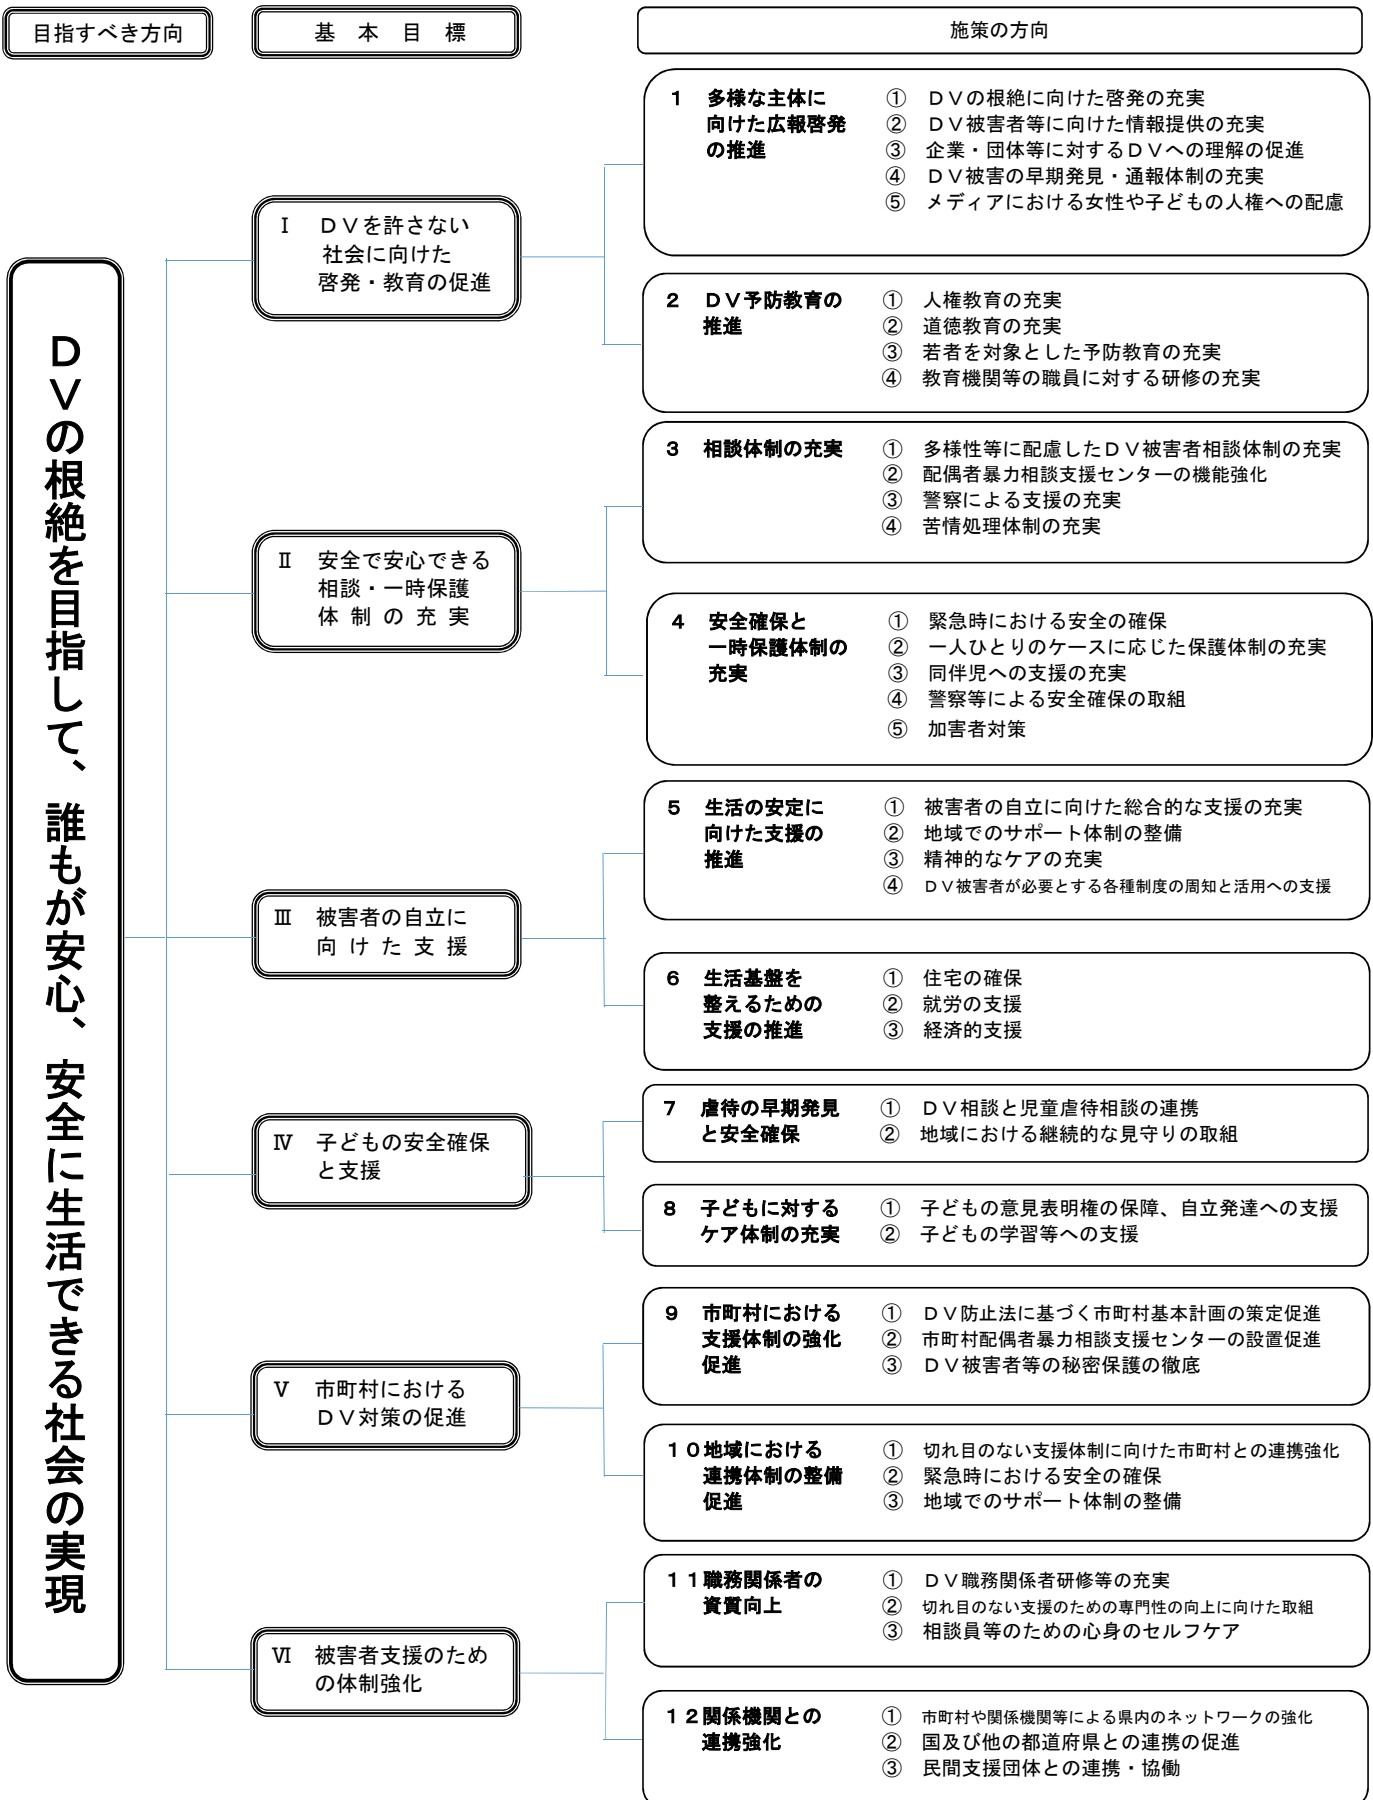 目指すべき方向
基 本 目 標
施策の方向
ＤＶの根絶を目指して、誰もが安心、安全に生活できる社会の実現
Ⅰ ＤＶを許さない
社会に向けた
啓発・教育の促進
１ 多様な主体に
向けた広報啓発
の推進
① ＤＶの根絶に向けた啓発の充実
② ＤＶ被害者等に向けた情報提供の充実
③ 企業・団体等に対するＤＶへの理解の促進
④ ＤＶ被害の早期発見・通報体制の充実
⑤ メディアにおける女性や子どもの人権への配慮
２ ＤＶ予防教育の
推進
① 人権教育の充実
② 道徳教育の充実
③ 若者を対象とした予防教育の充実
④ 教育機関等の職員に対する研修の充実
Ⅱ 安全で安心できる
相談・一時保護
体 制 の 充 実
３ 相談体制の充実
① 多様性等に配慮したＤＶ被害者相談体制の充実
② 配偶者暴力相談支援センターの機能強化
③ 警察による支援の充実
④ 苦情処理体制の充実
４ 安全確保と
一時保護体制の
充実
① 緊急時における安全の確保
② 一人ひとりのケースに応じた保護体制の充実
③ 同伴児への支援の充実
④ 警察等による安全確保の取組
⑤ 加害者対策
Ⅲ 被害者の自立に
向 け た 支 援
５ 生活の安定に
向けた支援の
推進
① 被害者の自立に向けた総合的な支援の充実
② 地域でのサポート体制の整備
③ 精神的なケアの充実
④ ＤＶ被害者が必要とする各種制度の周知と活用への支援
６ 生活基盤を
整えるための
支援の推進
① 住宅の確保
② 就労の支援
③ 経済的支援
Ⅳ 子どもの安全確保
と支援
７ 虐待の早期発見
と安全確保
① ＤＶ相談と児童虐待相談の連携
② 地域における継続的な見守りの取組
８ 子どもに対する
ケア体制の充実
① 子どもの意見表明権の保障、自立発達への支援
② 子どもの学習等への支援
Ⅴ 市町村における
ＤＶ対策の促進
９ 市町村における
支援体制の強化
促進
① ＤＶ防止法に基づく市町村基本計画の策定促進
② 市町村配偶者暴力相談支援センターの設置促進
③ ＤＶ被害者等の秘密保護の徹底
１０地域における
連携体制の整備
促進
① 切れ目のない支援体制に向けた市町村との連携強化
② 緊急時における安全の確保
③ 地域でのサポート体制の整備
Ⅵ 被害者支援のため
の体制強化
１１職務関係者の
資質向上
① ＤＶ職務関係者研修等の充実
② 切れ目のない支援のための専門性の向上に向けた取組
③ 相談員等のための心身のセルフケア
１２関係機関との
連携強化
① 市町村や関係機関等による県内のネットワークの強化
② 国及び他の都道府県との連携の促進
③ 民間支援団体との連携・協働